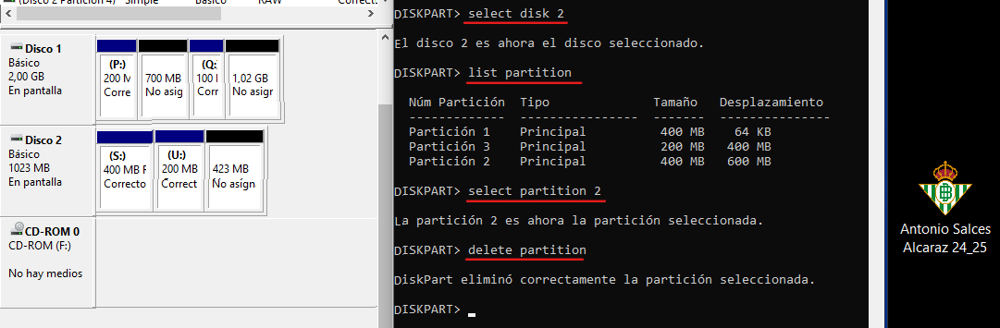 (Disco 2 Partición 4) Simple Básico RAW Correct.
Disco 1
Básico
2,00 GB
En pantalla
(P:)
200 M
Corre
700 MB
No asig
(Q:
100 I
Corr
1,02 GB
No asigr
Disco 2
Básico
1023 MB
En pantalla
(S:)
400 MB F
Correcto
(U:)
200 MB
Correct
423 MB
No asigna
CD-ROM 0
CD-ROM (F:)
No hay medios
DISKPART> select disk 2
El disco 2 es ahora el disco seleccionado.
DISKPART> list partition
Núm Partición Tipo Tamaño Desplazamiento
------------- ---------------- ------- ---------------
Partición 1 Principal 400 MB 64 KB
Partición 3 Principal 200 MB 400 MB
Partición 2 Principal 400 MB 600 MB
DISKPART> select partition 2
La partición 2 es ahora la partición seleccionada.
DISKPART> delete partition
DiskPart eliminó correctamente la partición seleccionada.
DISKPART>
Antonio Salces
Alcaraz 24_25